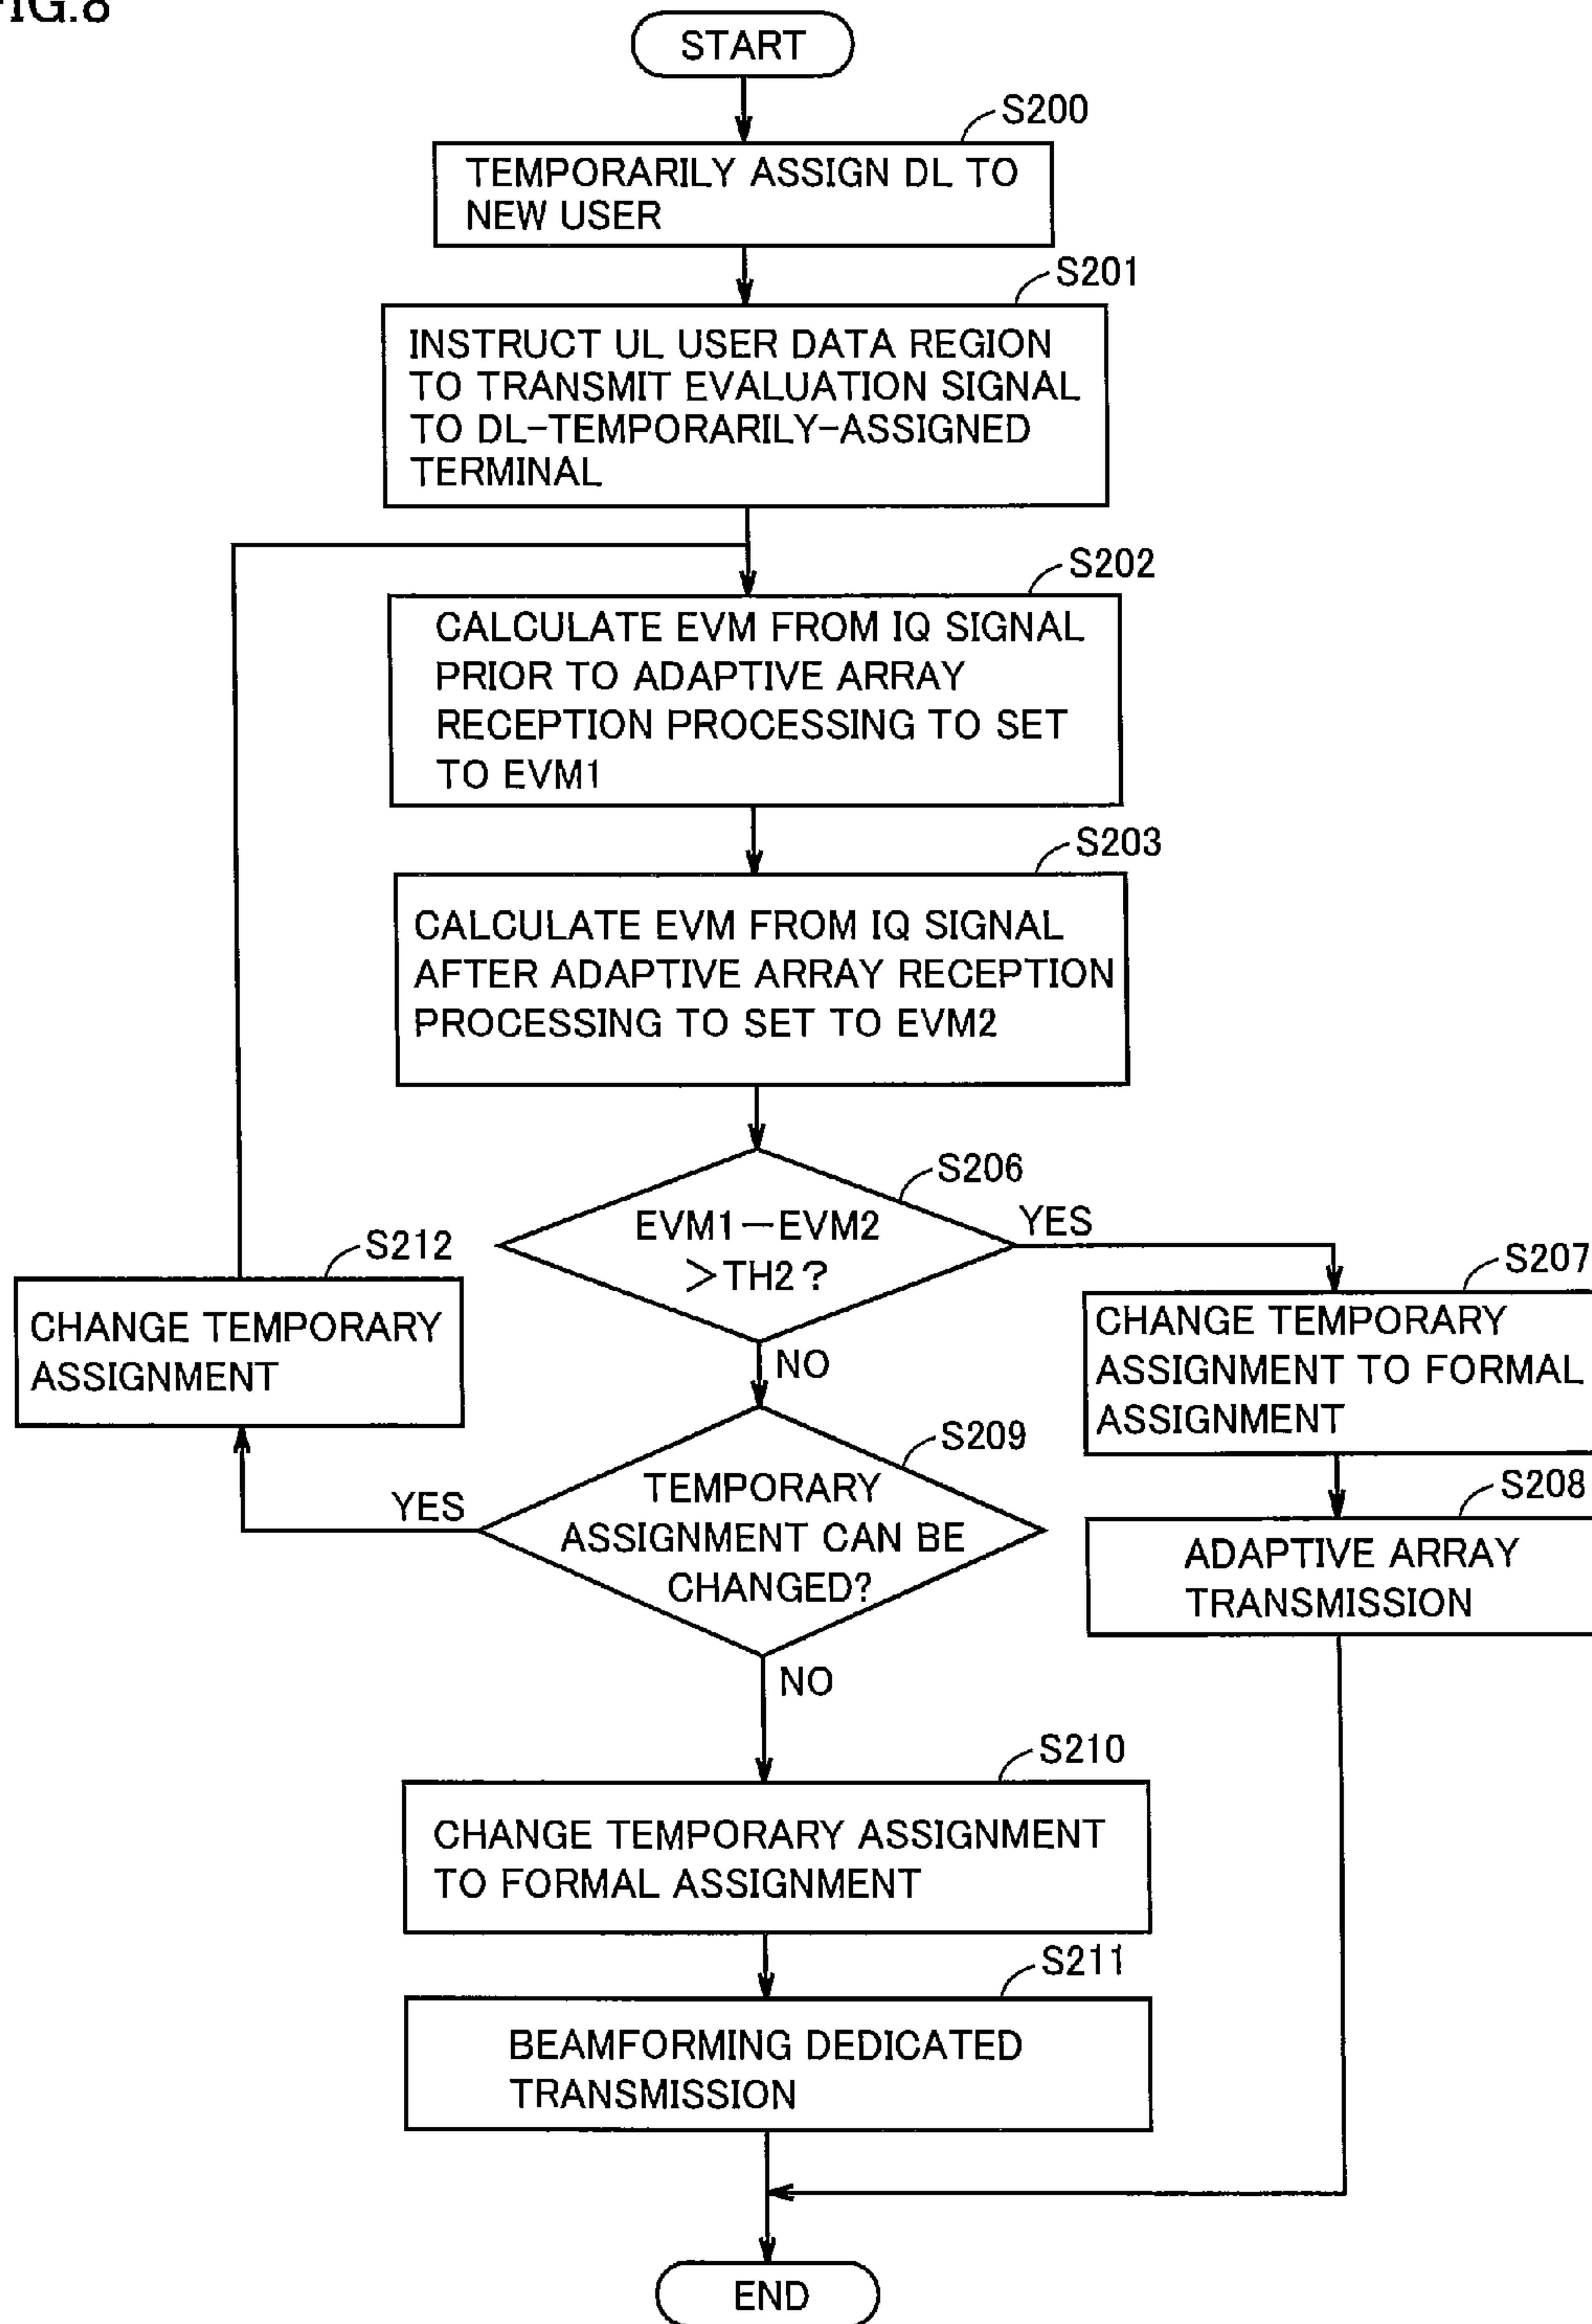 FIG.8
START
S200
TEMPORARILY ASSIGN DL TO
NEW USER
S201
INSTRUCT UL USER DATA REGION
TO TRANSMIT EVALUATION SIGNAL
TO DL-TEMPORARILY-ASSIGNED
TERMINAL
S202
CALCULATE EVM FROM IQ SIGNAL
PRIOR TO ADAPTIVE ARRAY
RECEPTION PROCESSING TO SET
TO EVM1
S203
CALCULATE EVM FROM IQ SIGNAL
AFTER ADAPTIVE ARRAY RECEPTION
PROCESSING TO SET TO EVM2
S206
EVM1-EVM2
>TH2?
YES
NO
S212
CHANGE TEMPORARY
ASSIGNMENT
S207
CHANGE TEMPORARY
ASSIGNMENT TO FORMAL
ASSIGNMENT
S209
TEMPORARY
ASSIGNMENT CAN BE
CHANGED?
YES
NO
S208
ADAPTIVE ARRAY
TRANSMISSION
S210
CHANGE TEMPORARY ASSIGNMENT
TO FORMAL ASSIGNMENT
S211
BEAMFORMING DEDICATED
TRANSMISSION
END